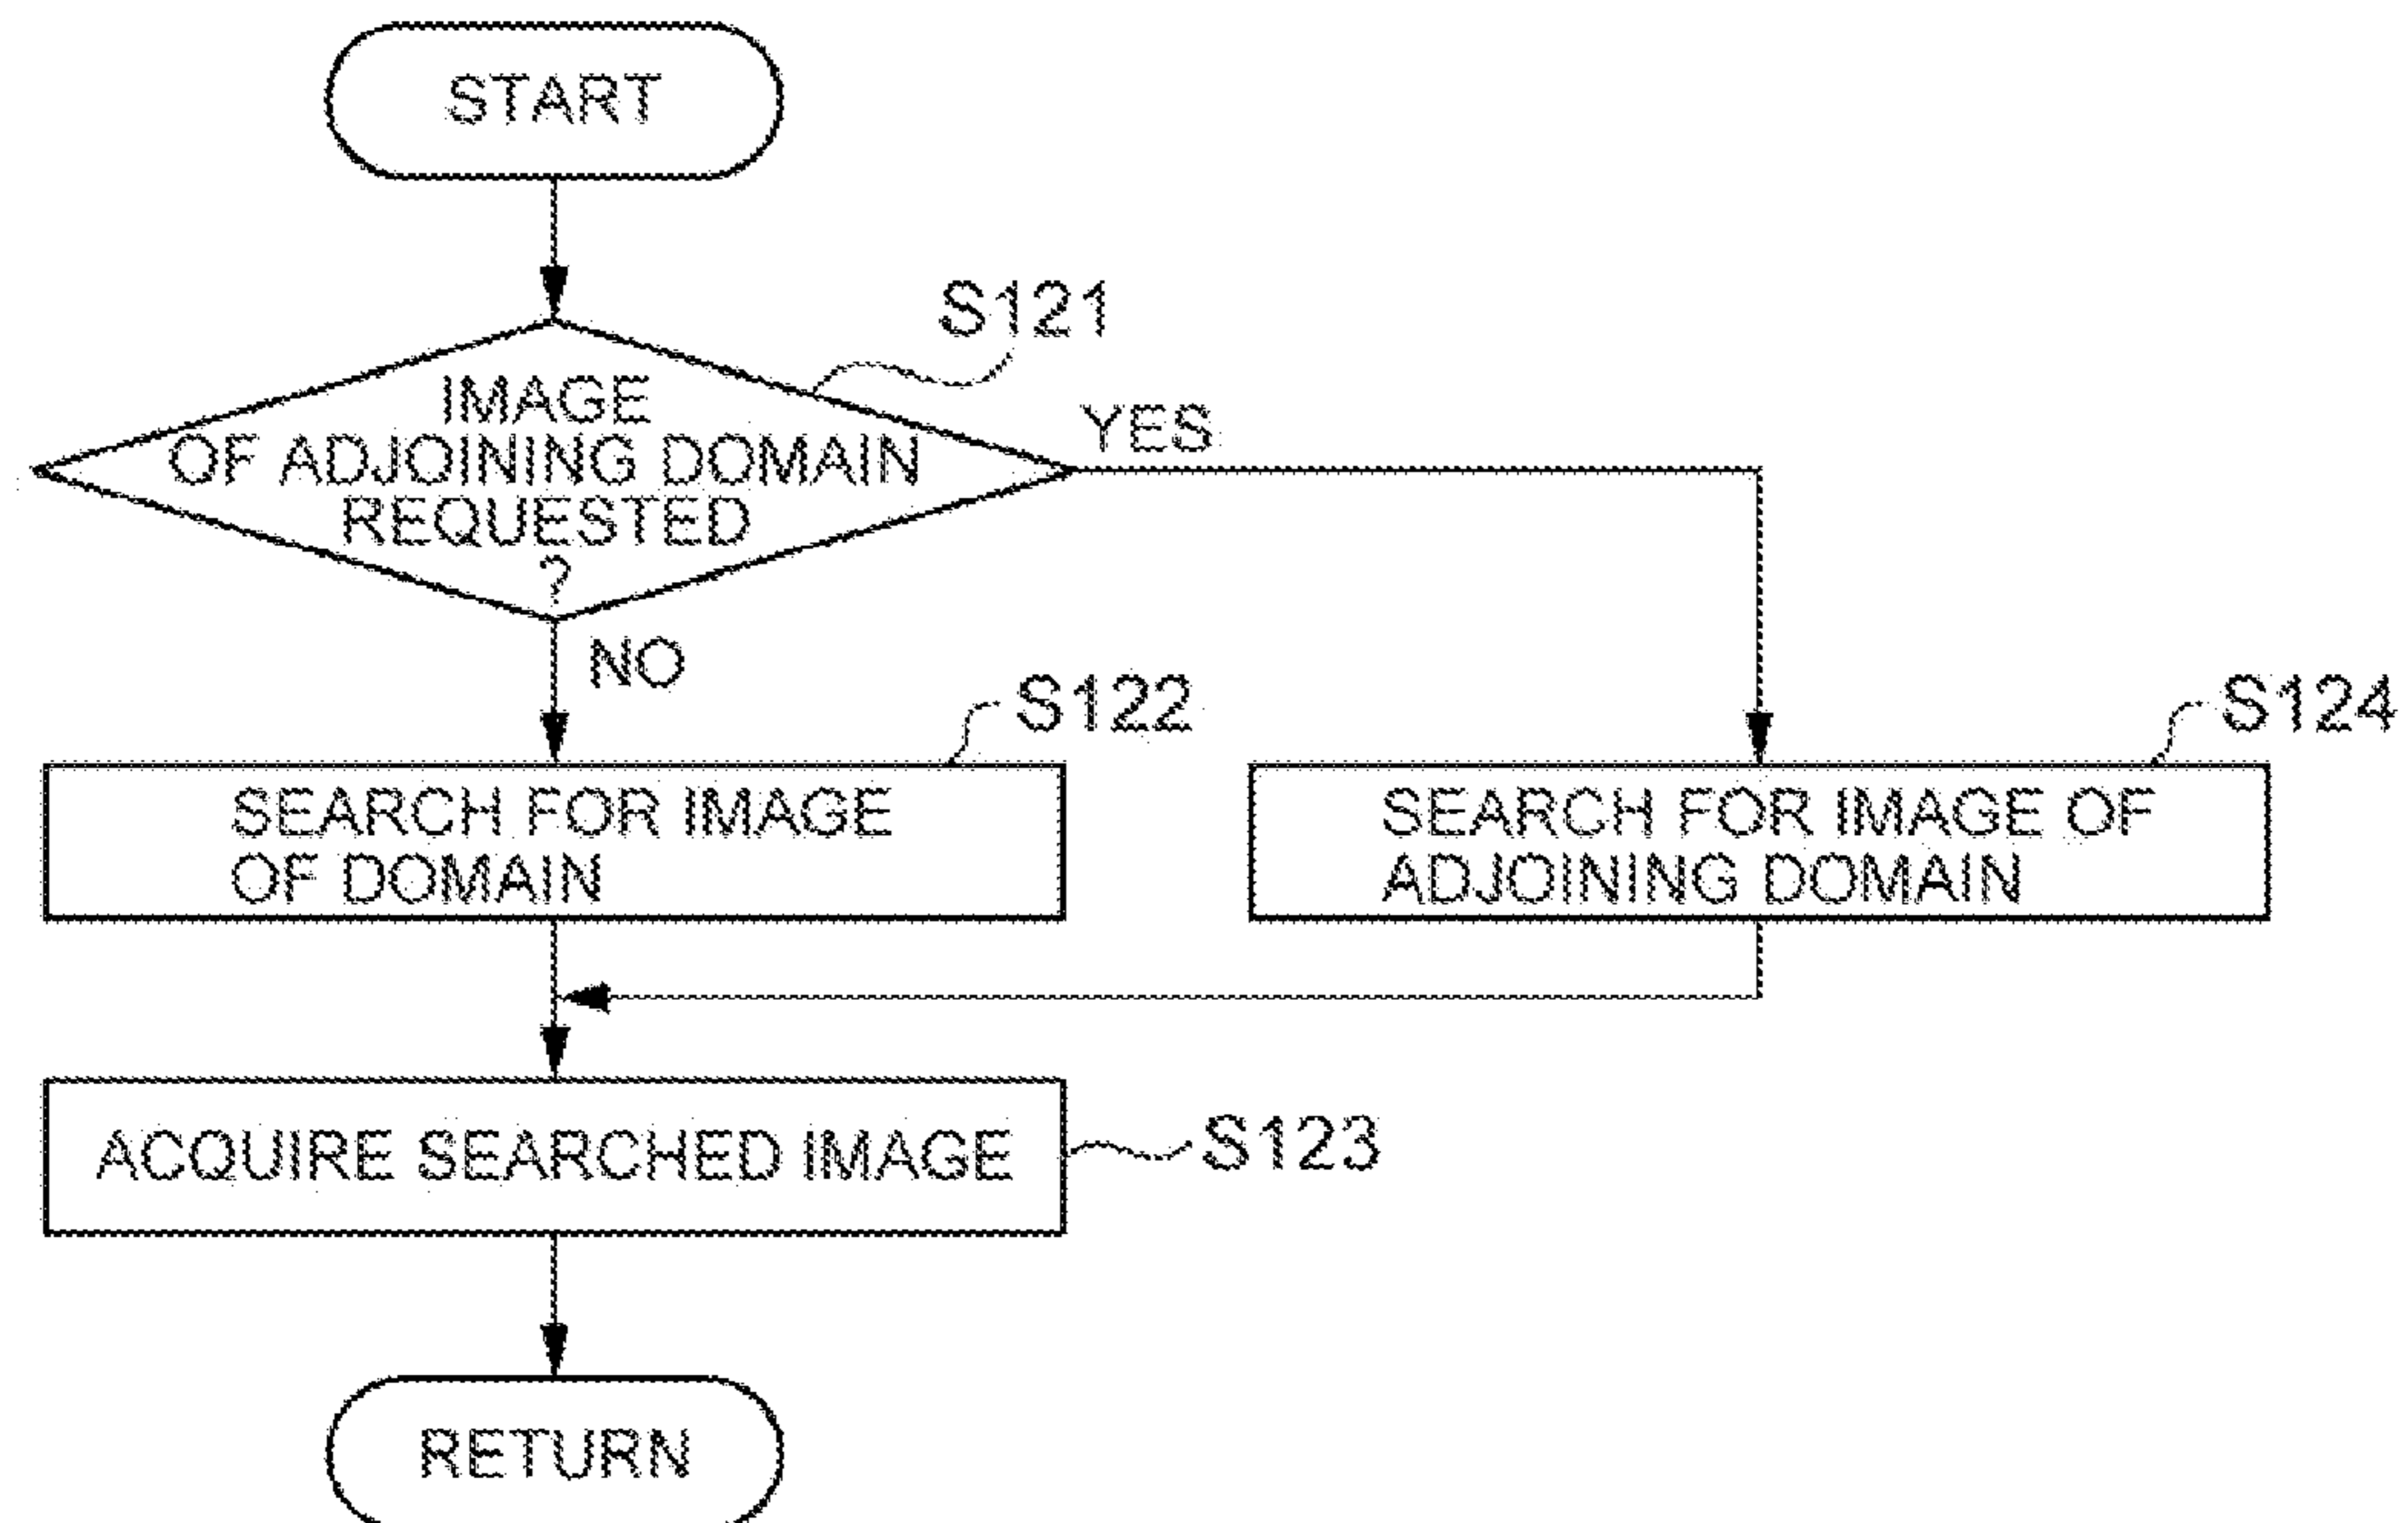 START
S121
IMAGE
OF ADJOINING DOMAIN
REQUESTED
?
YES
NO
S122
SEARCH FOR IMAGE
OF DOMAIN
S124
SEARCH FOR IMAGE OF
ADJOINING DOMAIN
ACQUIRE SEARCHED IMAGE
S123
RETURN